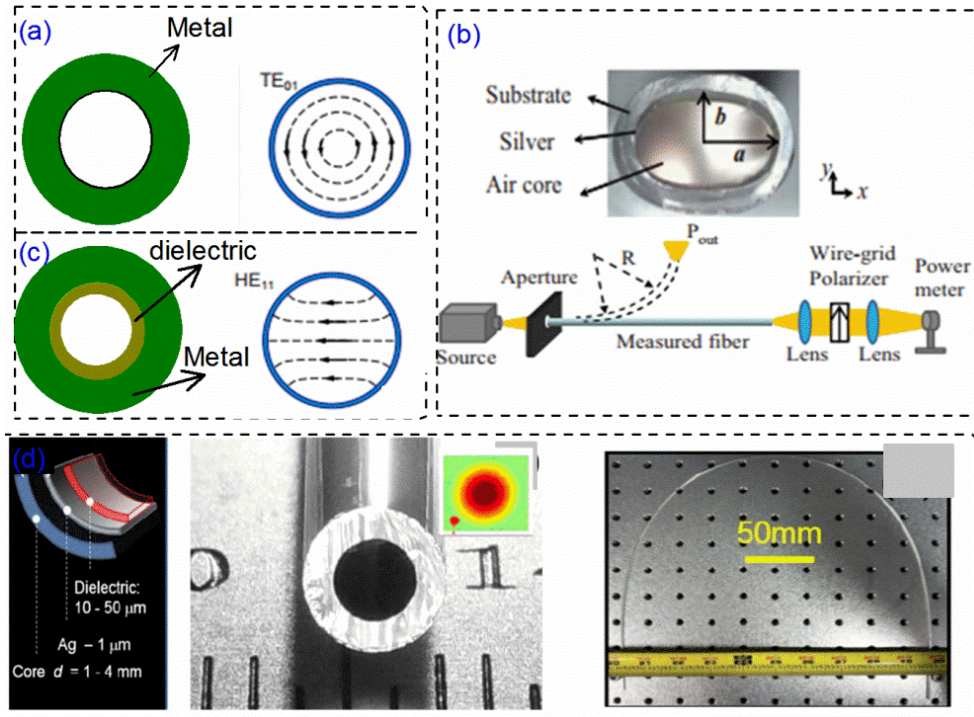 (a)
Metal
TE01
(c)
dielectric
HE11
Metal
(b)
Substrate
Silver
Air core
b
a
y
x
Pout
R
Aperture
Wire-grid
Polarizer
Power
meter
Source
Measured fiber
Lens
Lens
(d)
Dielectric:
10 - 50 μm
Ag – 1 μm
Core d = 1 - 4 mm
50mm